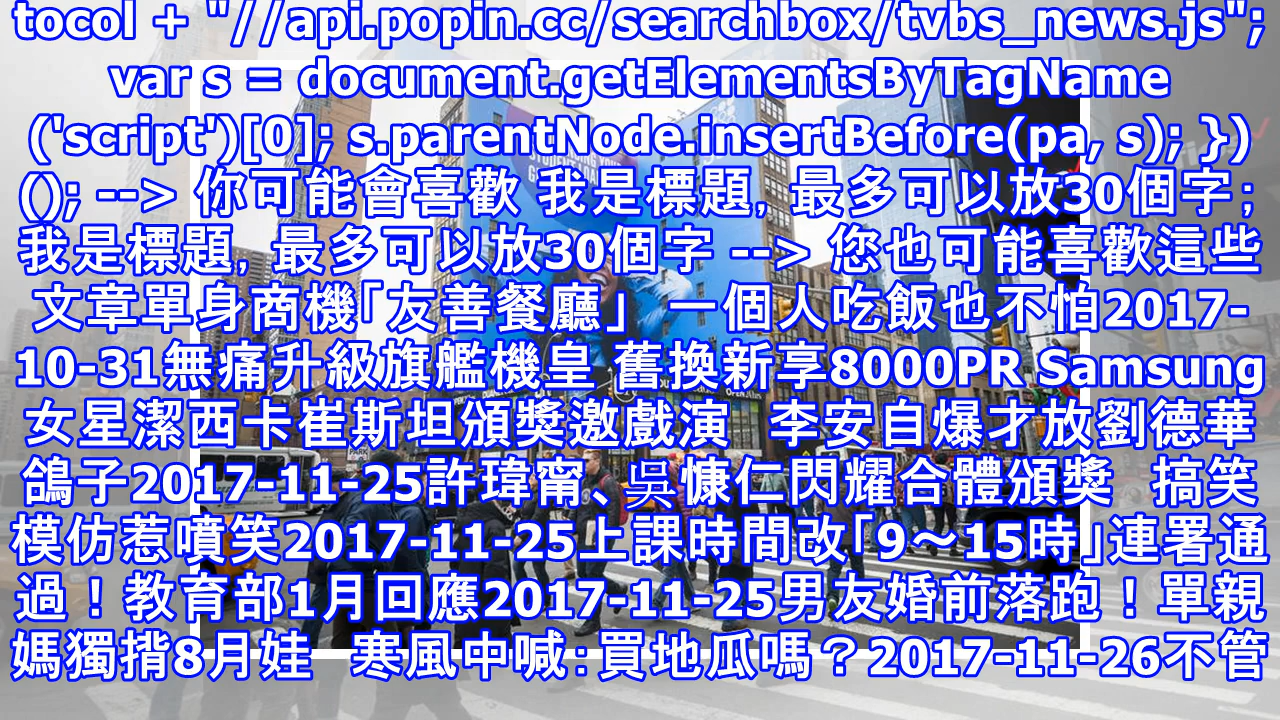 tocol + "//api.popin.cc/searchbox/tvbs_news.js";
var s = document.getElementsByTagName
('script')[0]; s.parentNode.insertBefore(pa, s); })
(); --> 你可能會喜歡 我是標題，最多可以放30個字；
我是標題，最多可以放30個字 --> 您也可能喜歡這些
文章單身商機「友善餐廳」 一個人吃飯也不怕2017-
10-31無痛升級旗艦機皇 舊換新享8000PR Samsung
女星潔西卡崔斯坦頒獎邀戲演 李安自爆才放劉德華
鴿子2017-11-25許瑋甯、吳慷仁閃耀合體頒獎 搞笑
模仿惹噴笑2017-11-25上課時間改「9～15時」連署通
過！教育部1月回應2017-11-25男友婚前落跑！單親
媽獨揹8月娃 寒風中喊：買地瓜嗎？2017-11-26不管